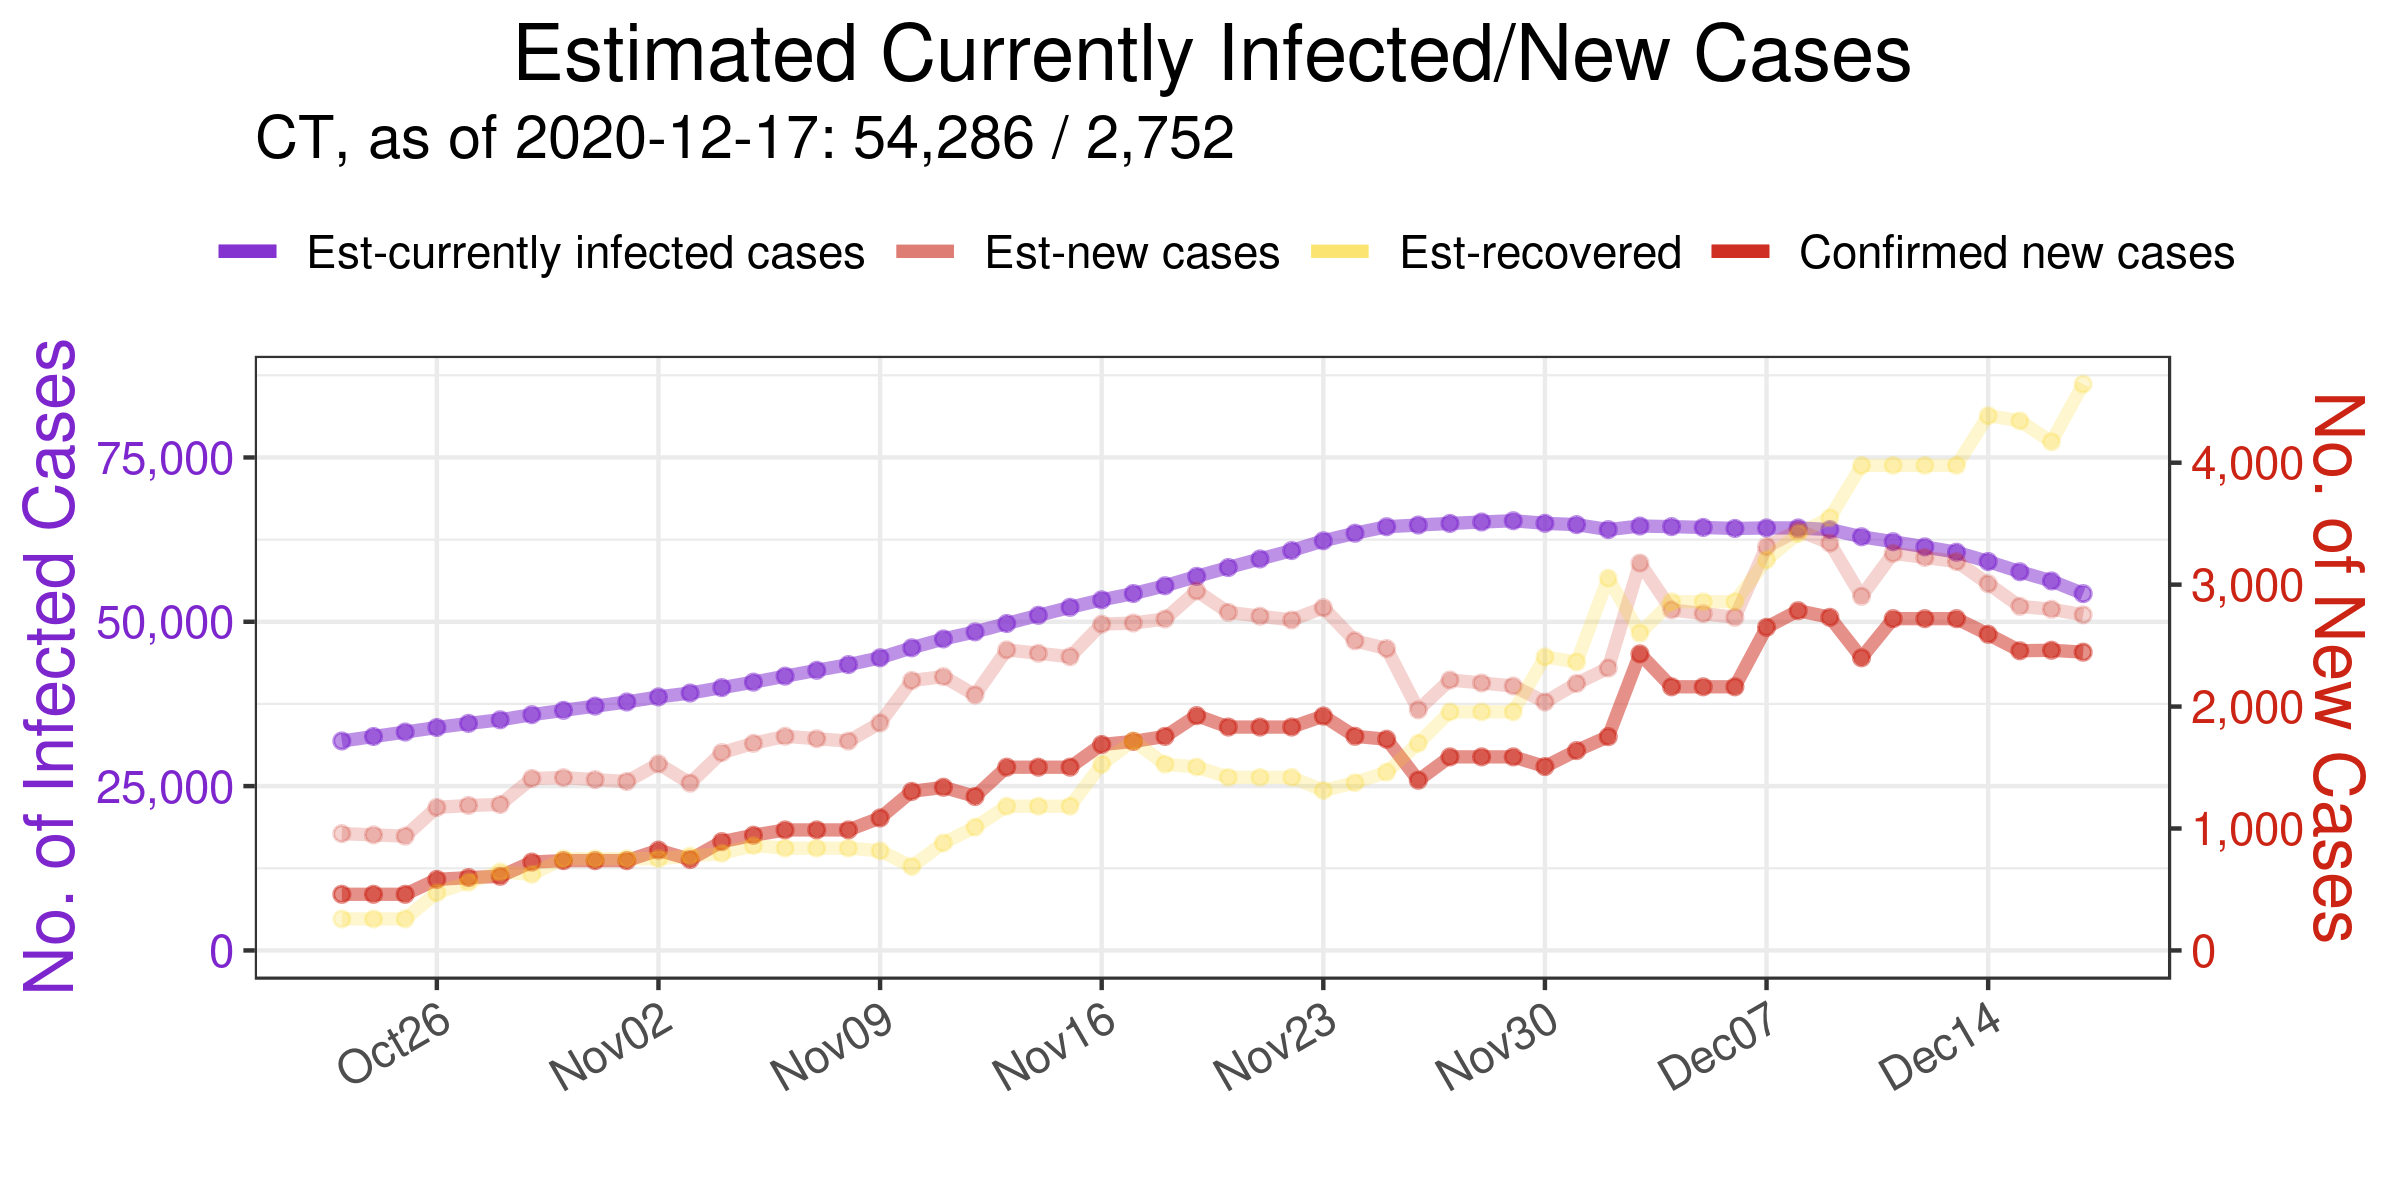 Estimated Currently Infected/New Cases
CT, as of 2020-12-17: 54,286 / 2,752
Est-currently infected cases Est-new cases Est-recovered Confirmed new cases
No. of Infected Cases
75,000
50,000
25,000
0
4,000
3,000
2,000
1,000
0
No. of New Cases
Oct26 Nov02 Nov09 Nov16 Nov23 Nov30 Dec07 Dec14